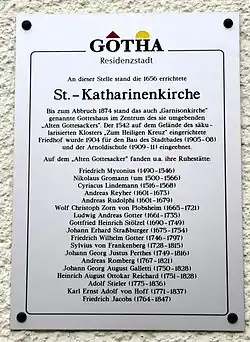 GOTHA
Residenzstadt
An dieser Stelle stand die 1656 errichtete
St.-Katharinenkirche
Bis zum Abbruch 1874 stand das auch „Garnisonkirche"
genannte Gotteshaus im Zentrum des sie umgebenden
„Alten Gottesackers". Der 1542 auf dem Gelände des säku-
larisierten Klosters „Zum Heiligen Kreuz" eingerichtete
Friedhof wurde 1904 für den Bau des Stadtbades (1905-08)
und der Arnoldischule (1909-11) eingeebnet.
Auf dem „Alten Gottesacker" fanden u.a. ihre Ruhestätte:
Friedrich Myconius (1490-1546)
Nikolaus Gromann (um 1500-1566)
Cyriacus Lindemann (1516-1568)
Andreas Reyher (1601-1673)
Andreas Rudolphi (1601-1679)
Wolf Christoph Zorn von Plobsheim (1665-1721)
Ludwig Andreas Gotter (1661-1735)
Gottfried Heinrich Stölzel (1690-1749)
Johann Erhard Straßburger (1675-1754)
Friedrich Wilhelm Gotter (1746-1797)
Sylvius von Frankenberg (1728-1815)
Johann Georg Justus Perthes (1749-1816)
Andreas Romberg (1767-1821)
Johann Georg August Galletti (1750-1828)
Heinrich August Ottokar Reichard (1751-1828)
Adolf Stieler (1775-1836)
Karl Ernst Adolf von Hoff (1771-1837)
Friedrich Jacobs (1764-1847)